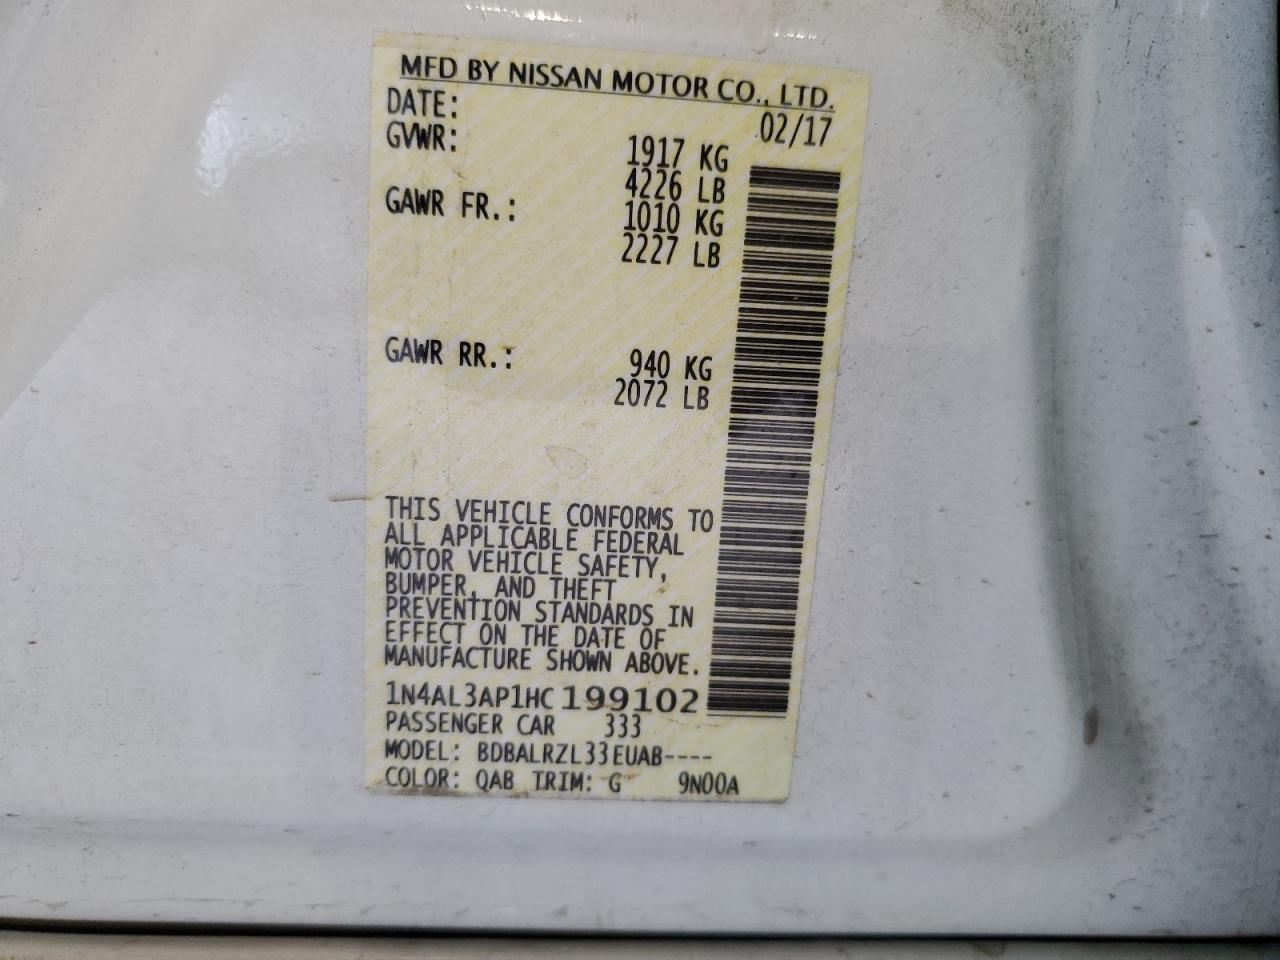 MFD BY NISSAN MOTOR CO., LTD.
DATE: 02/17
GVWR: 1917 KG
4226 LB
GAWR FR.: 1010 KG
2227 LB
GAWR RR.: 940 KG
2072 LB
THIS VEHICLE CONFORMS TO
ALL APPLICABLE FEDERAL
MOTOR VEHICLE SAFETY,
BUMPER, AND THEFT
PREVENTION STANDARDS IN
EFFECT ON THE DATE OF
MANUFACTURE SHOWN ABOVE.
1N4AL3AP1HC199102
PASSENGER CAR 333
MODEL: BDBALRZL33EUAB----
COLOR: QAB TRIM: G 9N00A